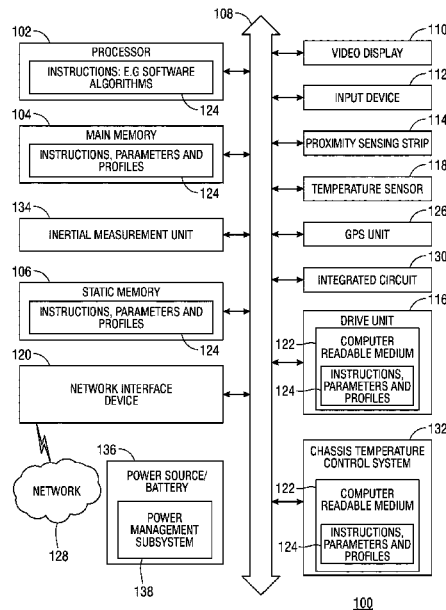 108
102
PROCESSOR
INSTRUCTIONS: E.G SOFTWARE
ALGORITHMS
124
104
MAIN MEMORY
INSTRUCTIONS, PARAMETERS AND
PROFILES
124
134
INERTIAL MEASUREMENT UNIT
106
STATIC MEMORY
INSTRUCTIONS, PARAMETERS AND
PROFILES
124
120
NETWORK INTERFACE
DEVICE
NETWORK
128
136
POWER SOURCE/
BATTERY
POWER
MANAGEMENT
SUBSYSTEM
138
110
VIDEO DISPLAY
112
INPUT DEVICE
114
PROXIMITY SENSING STRIP
118
TEMPERATURE SENSOR
126
GPS UNIT
130
INTEGRATED CIRCUIT
116
DRIVE UNIT
122
COMPUTER
READABLE MEDIUM
124
INSTRUCTIONS,
PARAMETERS AND
PROFILES
132
CHASSIS TEMPERATURE
CONTROL SYSTEM
122
COMPUTER
READABLE MEDIUM
124
INSTRUCTIONS,
PARAMETERS AND
PROFILES
100